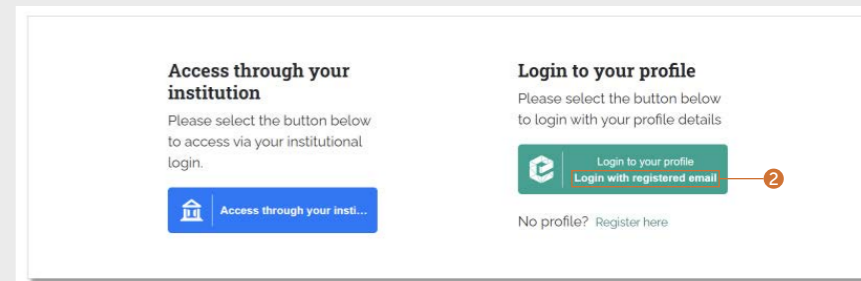 Access through your
institution
Please select the button below
to access via your institutional
login.
Access through your insti...
Login to your profile
Please select the button below
to login with your profile details
Login to your profile
Login with registered email
2
No profile? Register here